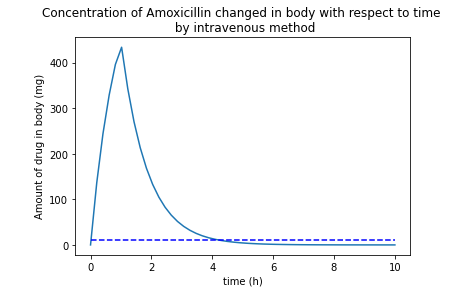 Concentration of Amoxicillin changed in body with respect to time
by intravenous method
Amount of drug in body (mg)
400
300
200
100
0
0 2 4 6 8 10
time (h)